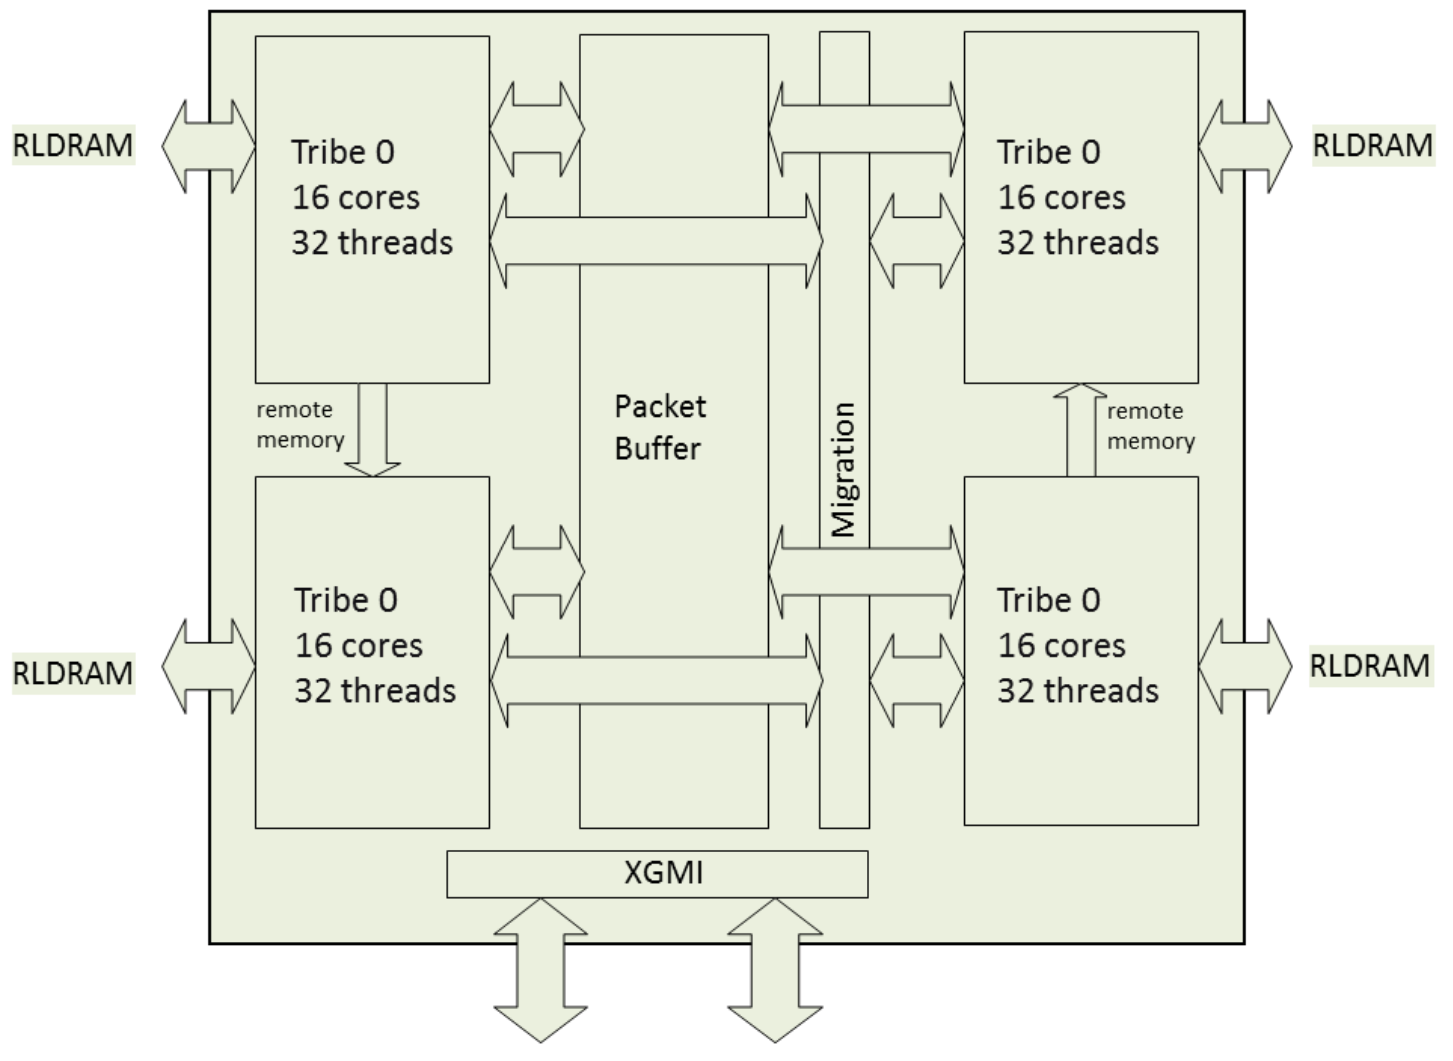 RLDRAM
Tribe 0
16 cores
32 threads
Tribe 0
16 cores
32 threads
RLDRAM
remote
memory
Packet
Buffer
Migration
remote
memory
RLDRAM
Tribe 0
16 cores
32 threads
Tribe 0
16 cores
32 threads
RLDRAM
XGMI